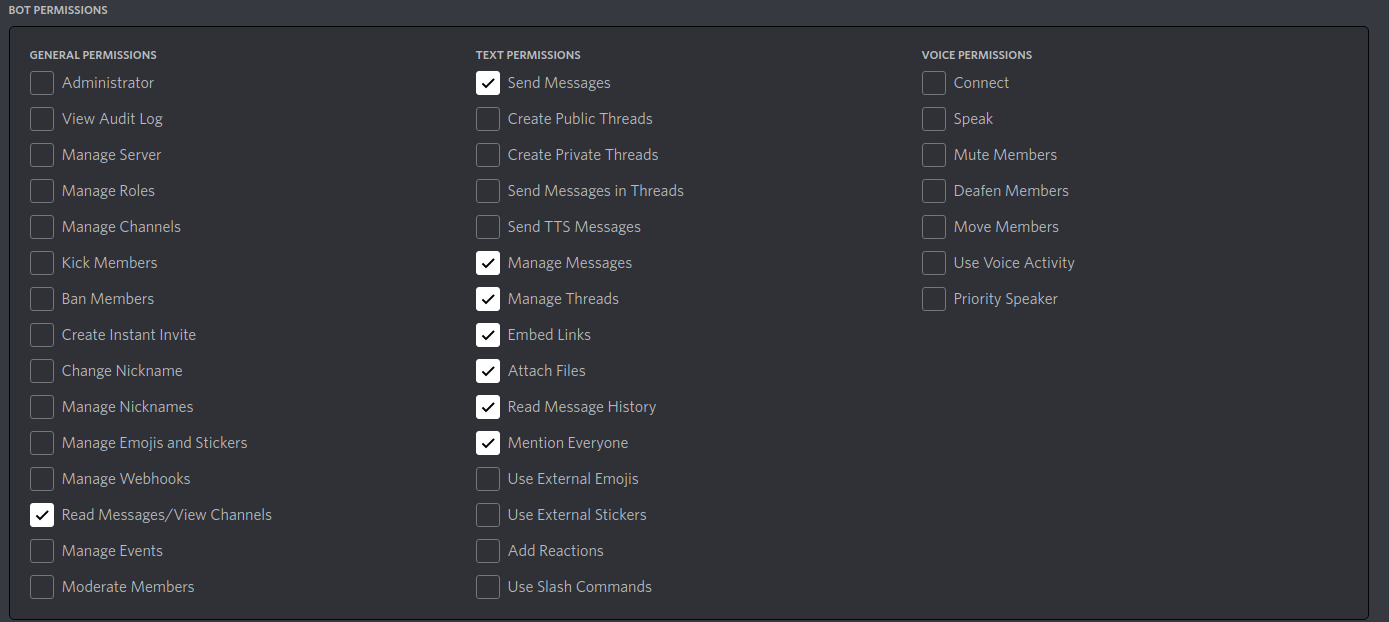 BOT PERMISSIONS
GENERAL PERMISSIONS
Administrator
View Audit Log
Manage Server
Manage Roles
Manage Channels
Kick Members
Ban Members
Create Instant Invite
Change Nickname
Manage Nicknames
Manage Emojis and Stickers
Manage Webhooks
Read Messages/View Channels
Manage Events
Moderate Members
TEXT PERMISSIONS
Send Messages
Create Public Threads
Create Private Threads
Send Messages in Threads
Send TTS Messages
Manage Messages
Manage Threads
Embed Links
Attach Files
Read Message History
Mention Everyone
Use External Emojis
Use External Stickers
Add Reactions
Use Slash Commands
VOICE PERMISSIONS
Connect
Speak
Mute Members
Deafen Members
Move Members
Use Voice Activity
Priority Speaker